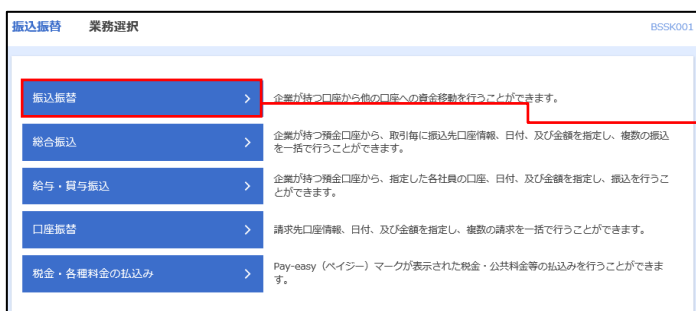 振込振替 業務選択 BSSK001
振込振替 > 企業が持つ口座から他の口座への資金移動を行うことができます。
総合振込 > 企業が持つ預金口座から、取引毎に振込先口座情報、日付、及び金額を指定し、複数の振込
を一括で行うことができます。
給与・賞与振込 > 企業が持つ預金口座から、指定した各社員の口座、日付、及び金額を指定し、振込を行うこ
とができます。
口座振替 > 請求先口座情報、日付、及び金額を指定し、複数の請求を一括で行うことができます。
税金・各種料金の払込み > Pay-easy（ペイジー）マークが表示された税金・公共料金等の払込みを行うことができま
す。